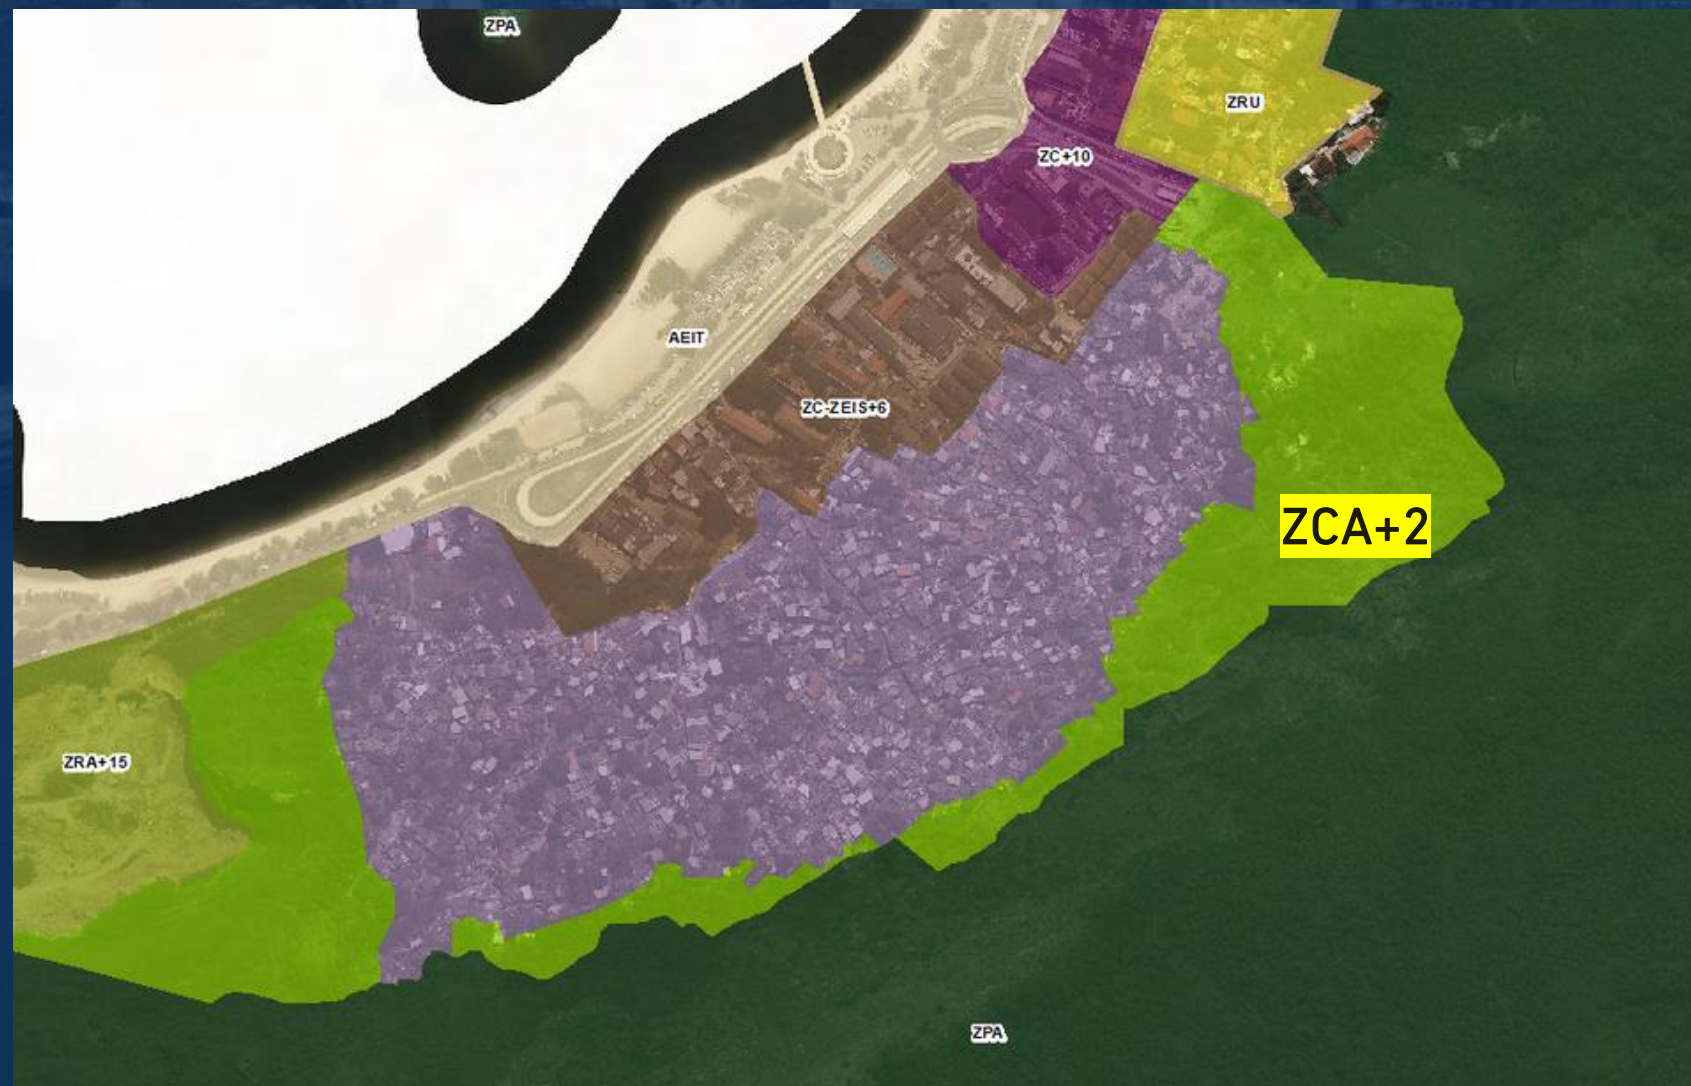 ZPA
ZRU
ZC+10
AEIT
ZC-ZEIS+6
ZCA+2
ZRA+15
ZPA